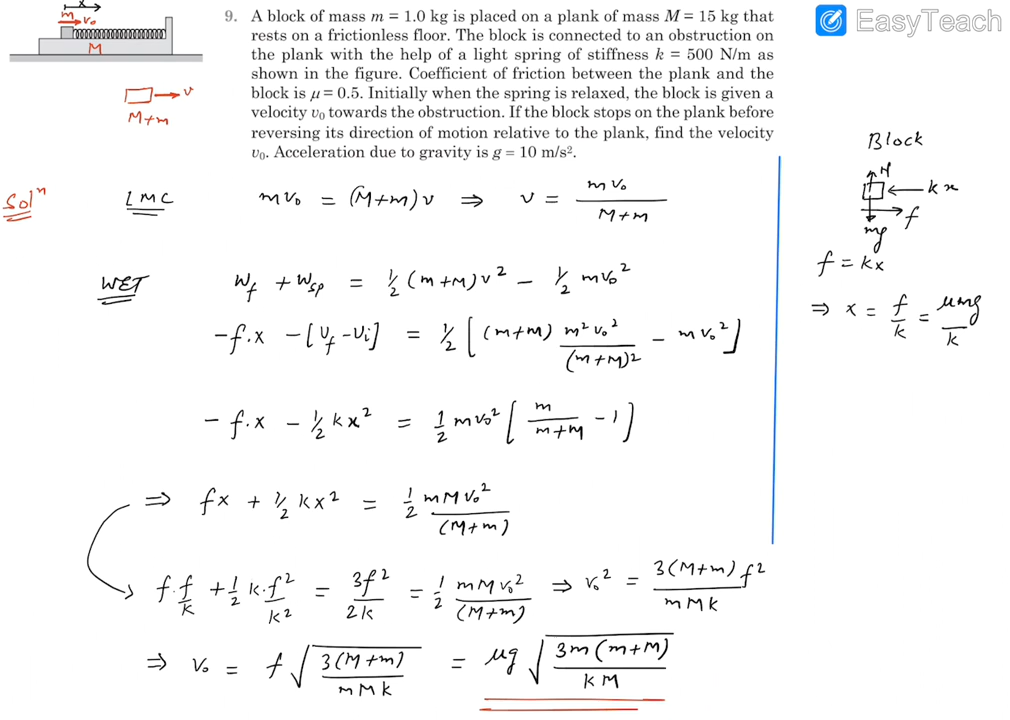 EasyTeach
x
m v₀
M
v
M+m
9. A block of mass m = 1.0 kg is placed on a plank of mass M = 15 kg that
rests on a frictionless floor. The block is connected to an obstruction on
the plank with the help of a light spring of stiffness k = 500 N/m as
shown in the figure. Coefficient of friction between the plank and the
block is μ = 0.5. Initially when the spring is relaxed, the block is given a
velocity υ₀ towards the obstruction. If the block stops on the plank before
reversing its direction of motion relative to the plank, find the velocity
υ₀. Acceleration due to gravity is g = 10 m/s².
Solⁿ
LMC mv₀ = (M+m)v ⇒ v = mv₀/(M+m)
WET W_f + W_sp = ½(m+M)v² - ½mv₀²
-f.x - [U_f - U_i] = ½[(m+m) m²v₀²/(m+M)² - mv₀²]
-f.x - ½kx² = ½mv₀²[m/(m+M) - 1]
⇒ fx + ½kx² = ½ mMv₀²/(M+m)
f.f/k + ½k.f²/k² = 3f²/2k = ½ mMv₀²/(M+m) ⇒ v₀² = 3(M+m)f²/mMk
⇒ v₀ = f√(3(M+m)/mMk) = μg√(3m(m+M)/kM)
Block
N
kx
f
mg
f = kx
⇒ x = f/k = μmg/k